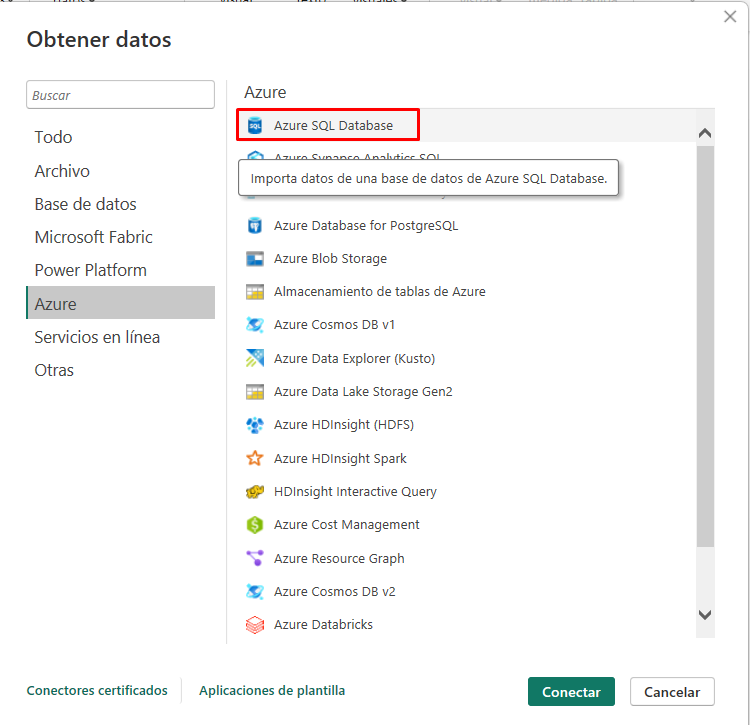 Obtener datos
Buscar
Todo
Archivo
Base de datos
Microsoft Fabric
Power Platform
Azure
Servicios en línea
Otras
Azure
Azure SQL Database
Azure Synapse Analytics SQL
Importa datos de una base de datos de Azure SQL Database.
Azure Database for PostgreSQL
Azure Blob Storage
Almacenamiento de tablas de Azure
Azure Cosmos DB v1
Azure Data Explorer (Kusto)
Azure Data Lake Storage Gen2
Azure HDInsight (HDFS)
Azure HDInsight Spark
HDInsight Interactive Query
Azure Cost Management
Azure Resource Graph
Azure Cosmos DB v2
Azure Databricks
Conectores certificados
Aplicaciones de plantilla
Conectar
Cancelar